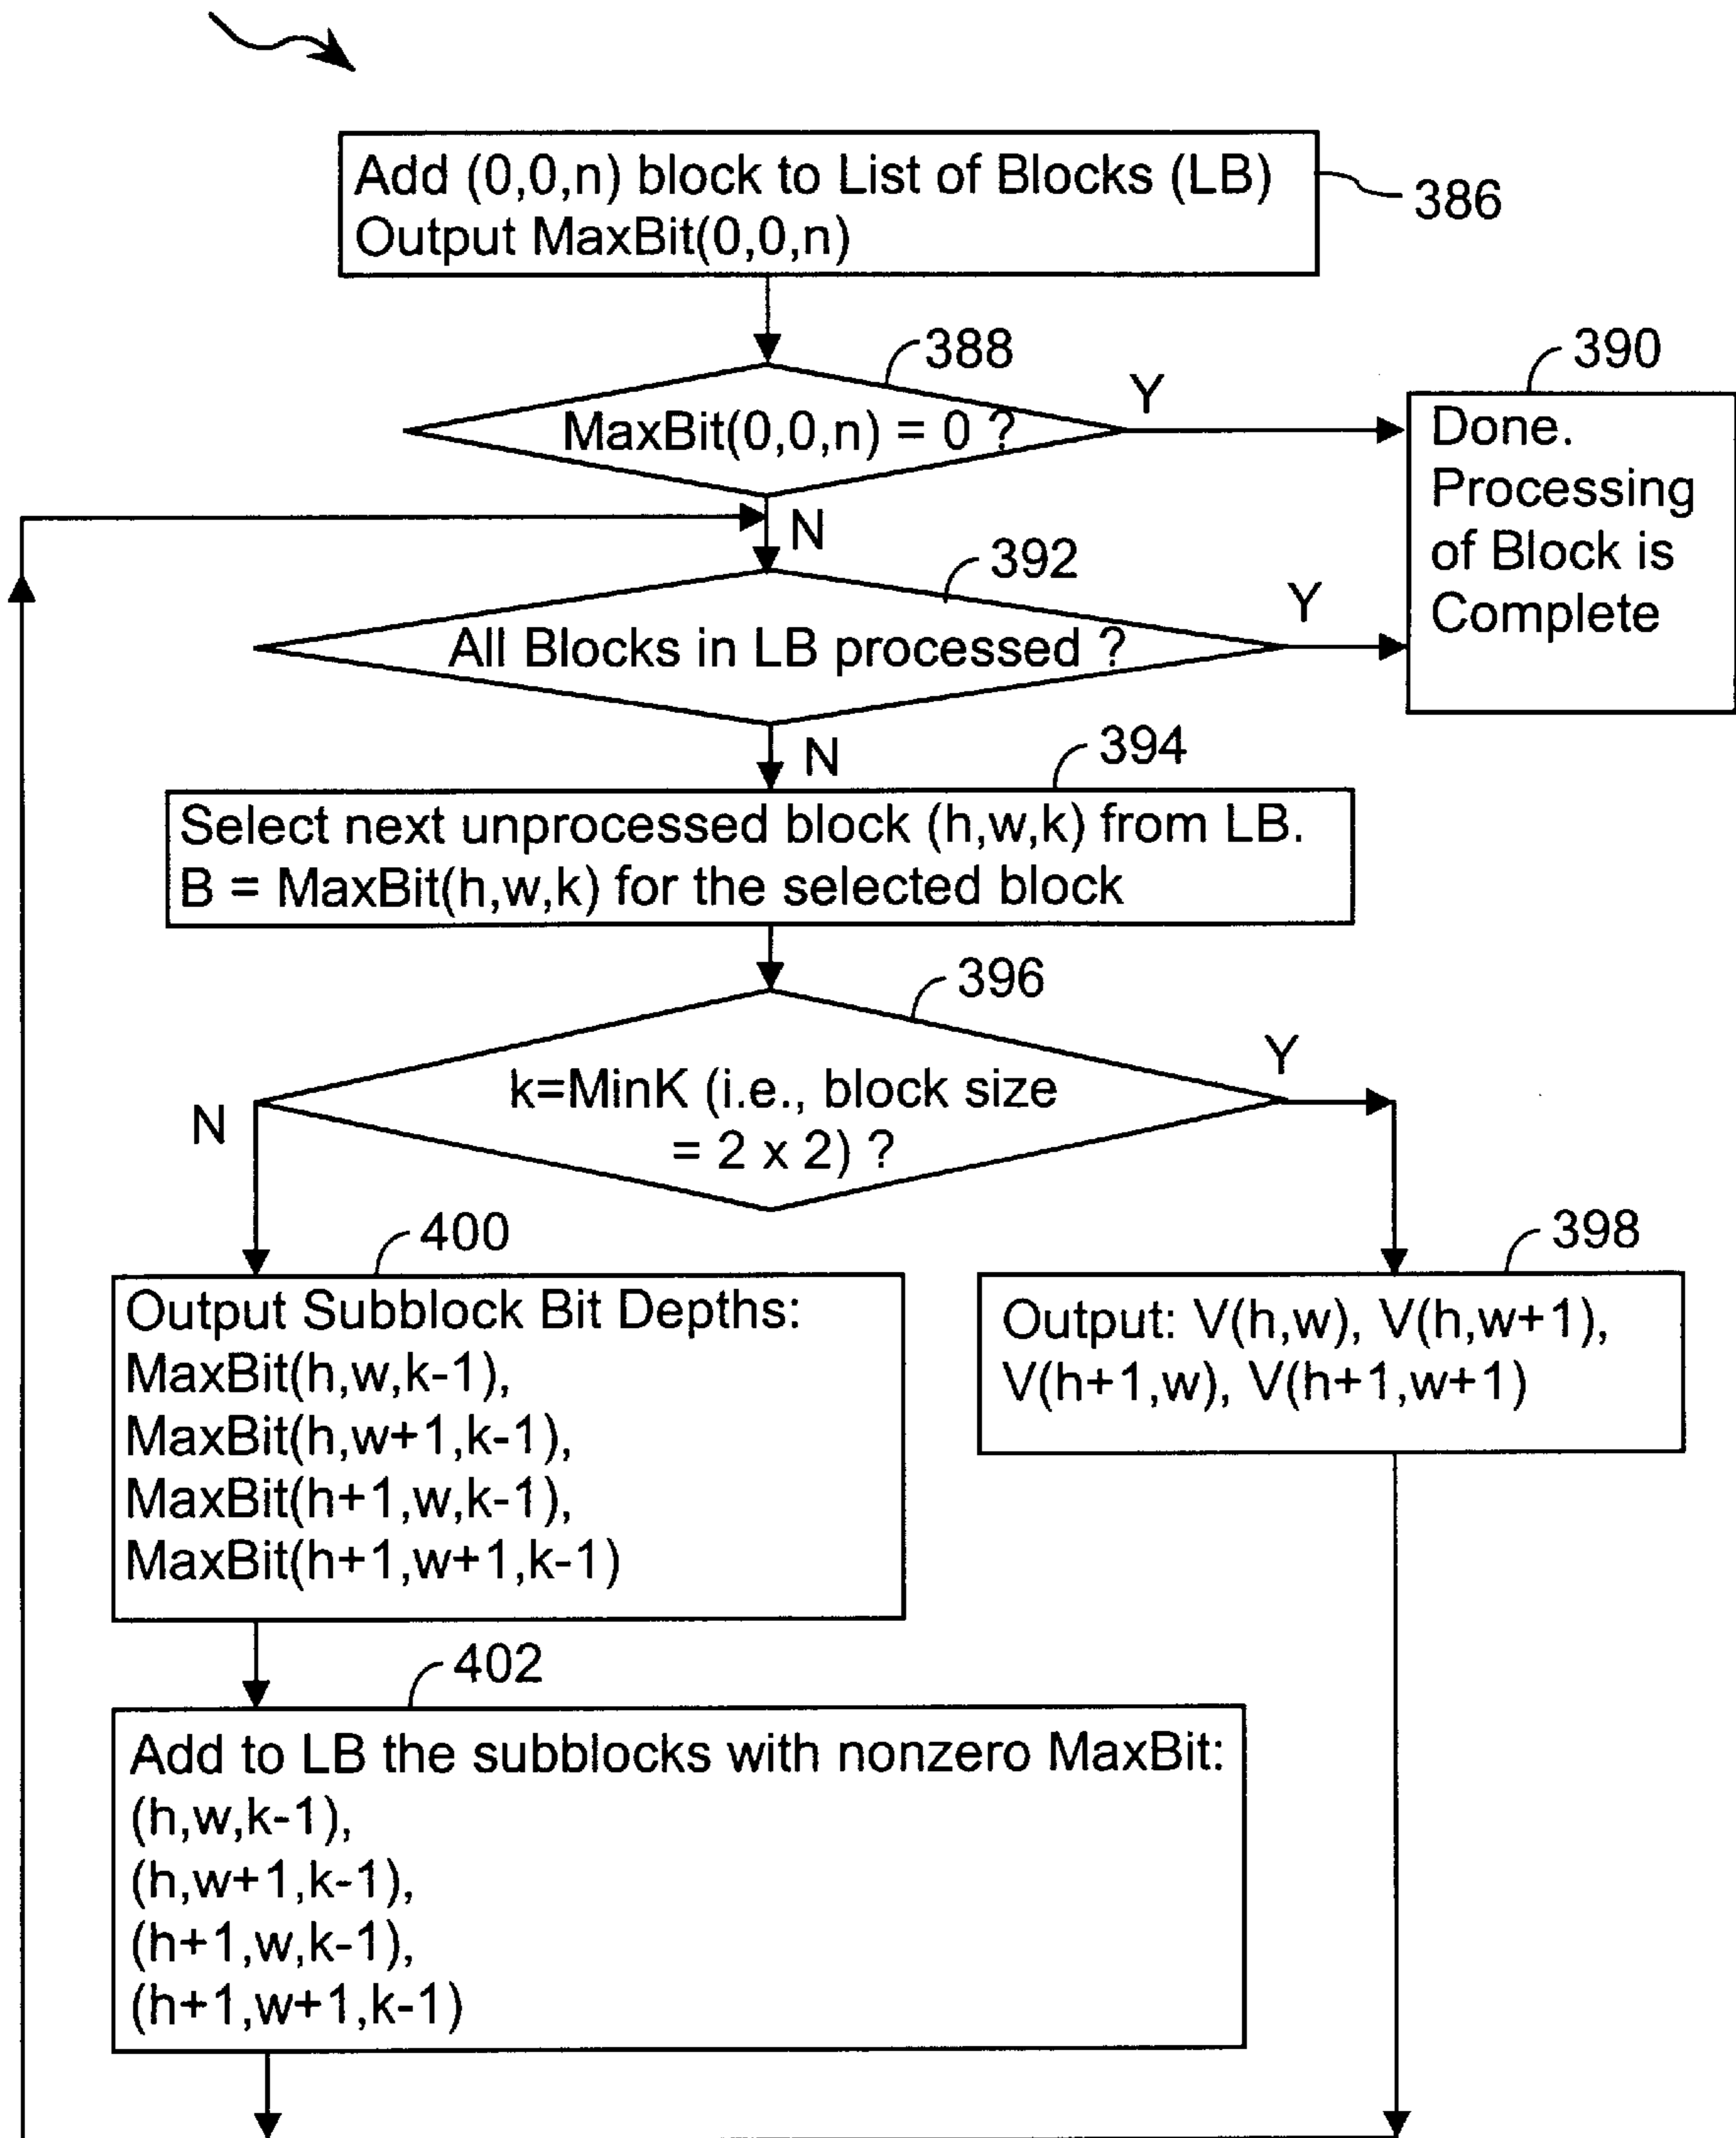 Add (0,0,n) block to List of Blocks (LB)
Output MaxBit(0,0,n)
386
388
MaxBit(0,0,n) = 0 ?
Y
N
390
Done.
Processing
of Block is
Complete
392
All Blocks in LB processed ?
Y
N
394
Select next unprocessed block (h,w,k) from LB.
B = MaxBit(h,w,k) for the selected block
396
k=MinK (i.e., block size
= 2 x 2) ?
Y
N
400
Output Subblock Bit Depths:
MaxBit(h,w,k-1),
MaxBit(h,w+1,k-1),
MaxBit(h+1,w,k-1),
MaxBit(h+1,w+1,k-1)
398
Output: V(h,w), V(h,w+1),
V(h+1,w), V(h+1,w+1)
402
Add to LB the subblocks with nonzero MaxBit:
(h,w,k-1),
(h,w+1,k-1),
(h+1,w,k-1),
(h+1,w+1,k-1)